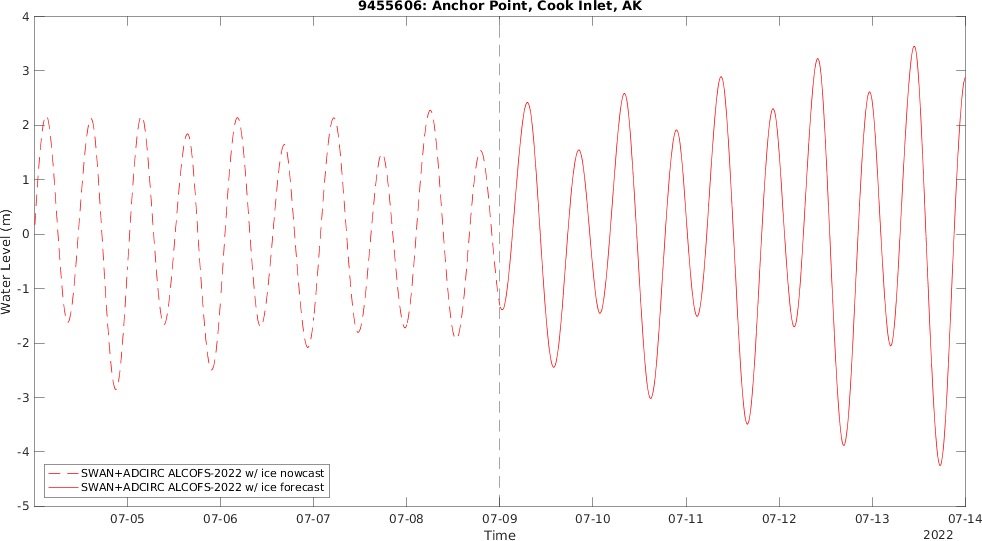 9455606: Anchor Point, Cook Inlet, AK
4
3
2
1
0
-1
-2
-3
-4
-5
Water Level (m)
SWAN+ADCIRC ALCOFS-2022 w/ ice nowcast
SWAN+ADCIRC ALCOFS-2022 w/ ice forecast
07-05 07-06 07-07 07-08 07-09 07-10 07-11 07-12 07-13 07-14
Time
2022